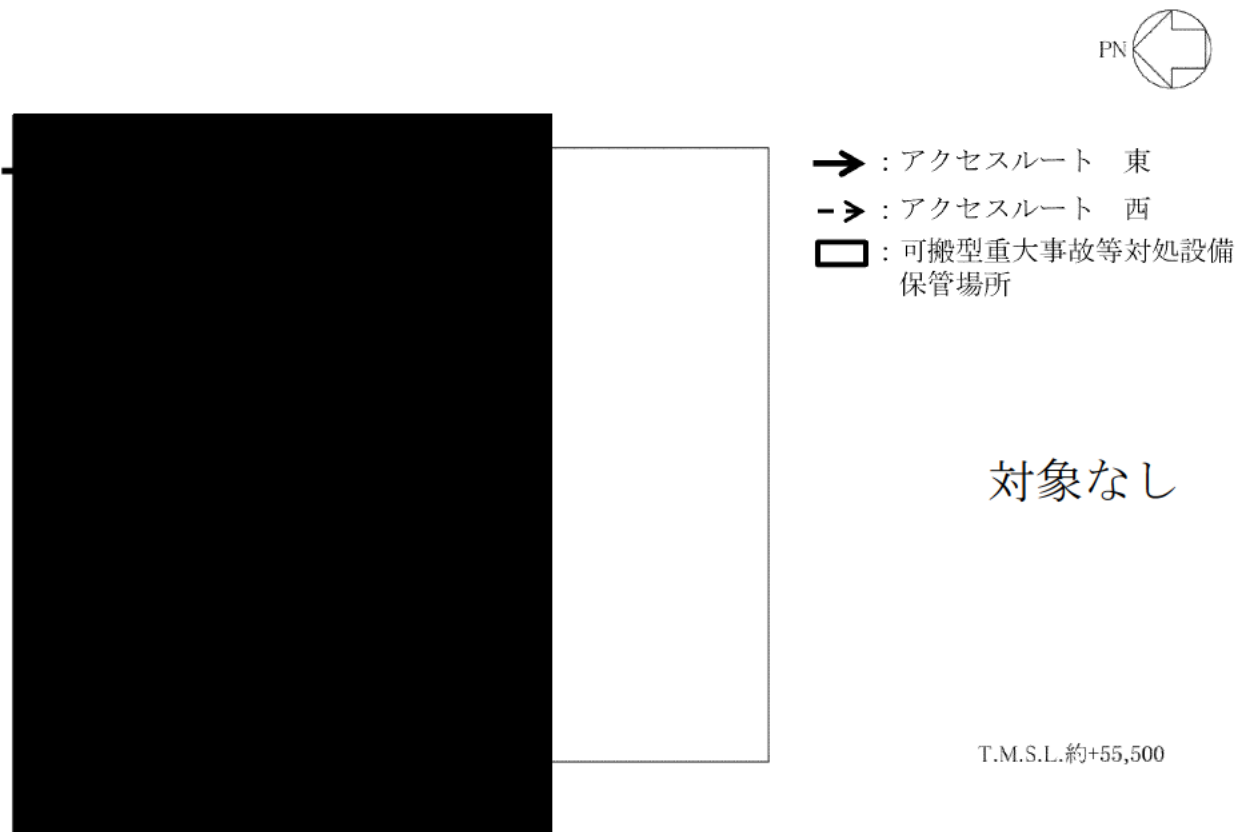 PN
：アクセスルート　東
：アクセスルート　西
：可搬型重大事故等対処設備
保管場所
対象なし
T.M.S.L.約+55,500